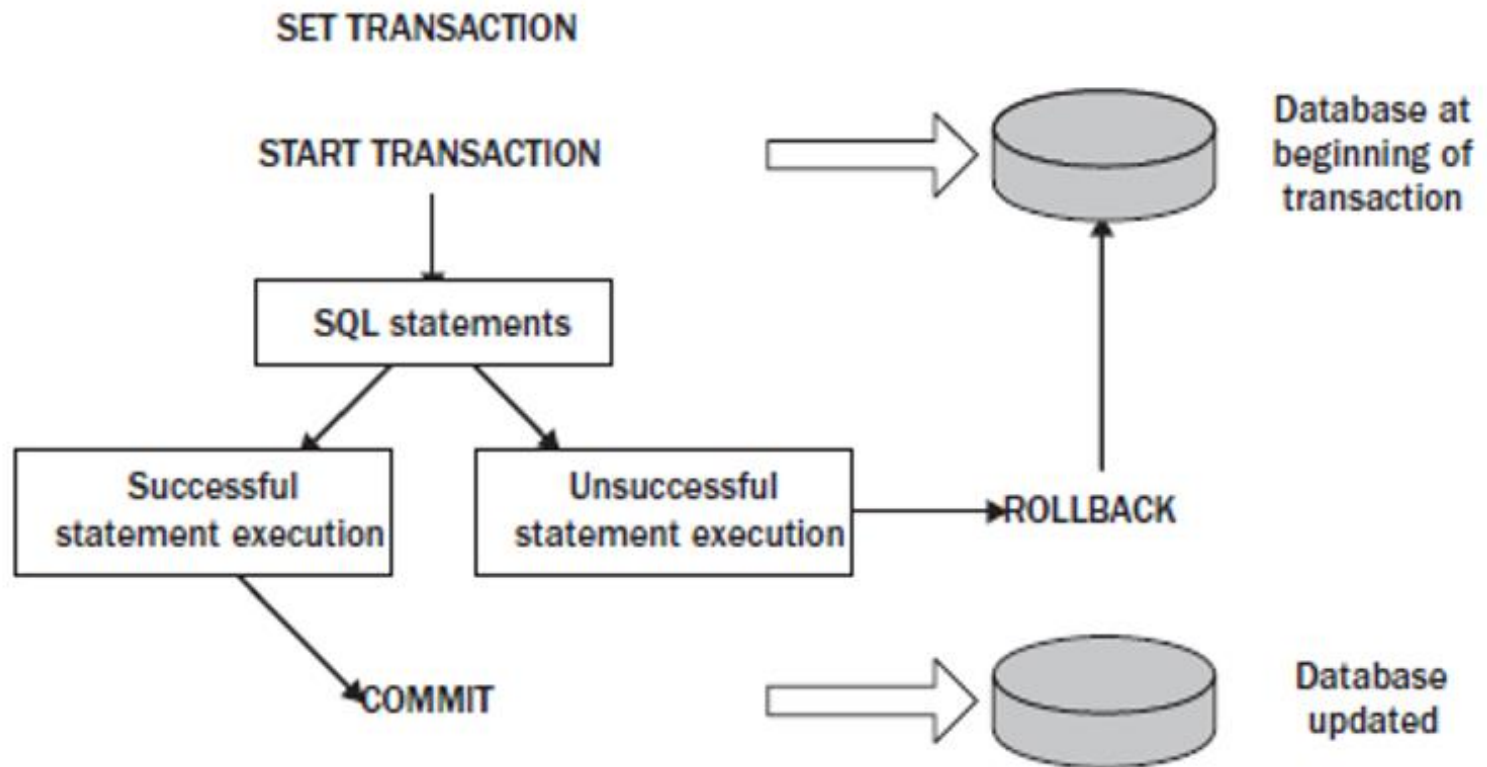 SET TRANSACTION
START TRANSACTION
Database at
beginning of
transaction
SQL statements
Successful
statement execution
Unsuccessful
statement execution
ROLLBACK
COMMIT
Database
updated